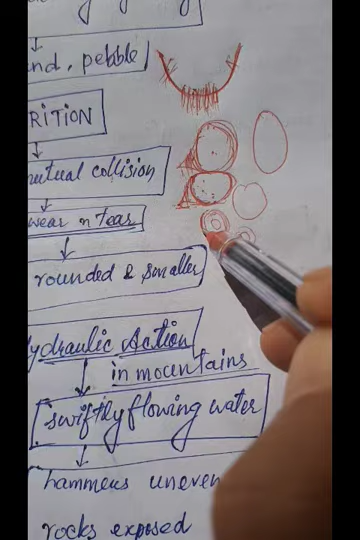 nd, pebble
RITION
mutual collision
wear n tear
rounded & smaller
ydraulic Action
in mountains
swiftly flowing water
hammers uneven
rocks exposed